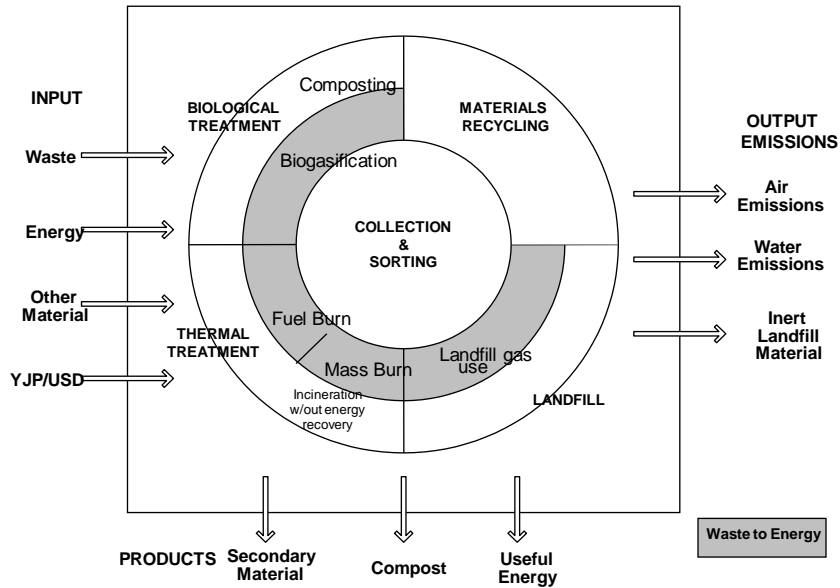 INPUT
Waste
Energy
Other
Material
YJP/USD
BIOLOGICAL
TREATMENT
Composting
Biogasification
MATERIALS
RECYCLING
COLLECTION
&
SORTING
THERMAL
TREATMENT
Fuel Burn
Mass Burn
Incineration
w/out energy
recovery
Landfill gas
use
LANDFILL
OUTPUT
EMISSIONS
Air
Emissions
Water
Emissions
Inert
Landfill
Material
PRODUCTS
Secondary
Material
Compost
Useful
Energy
Waste to Energy